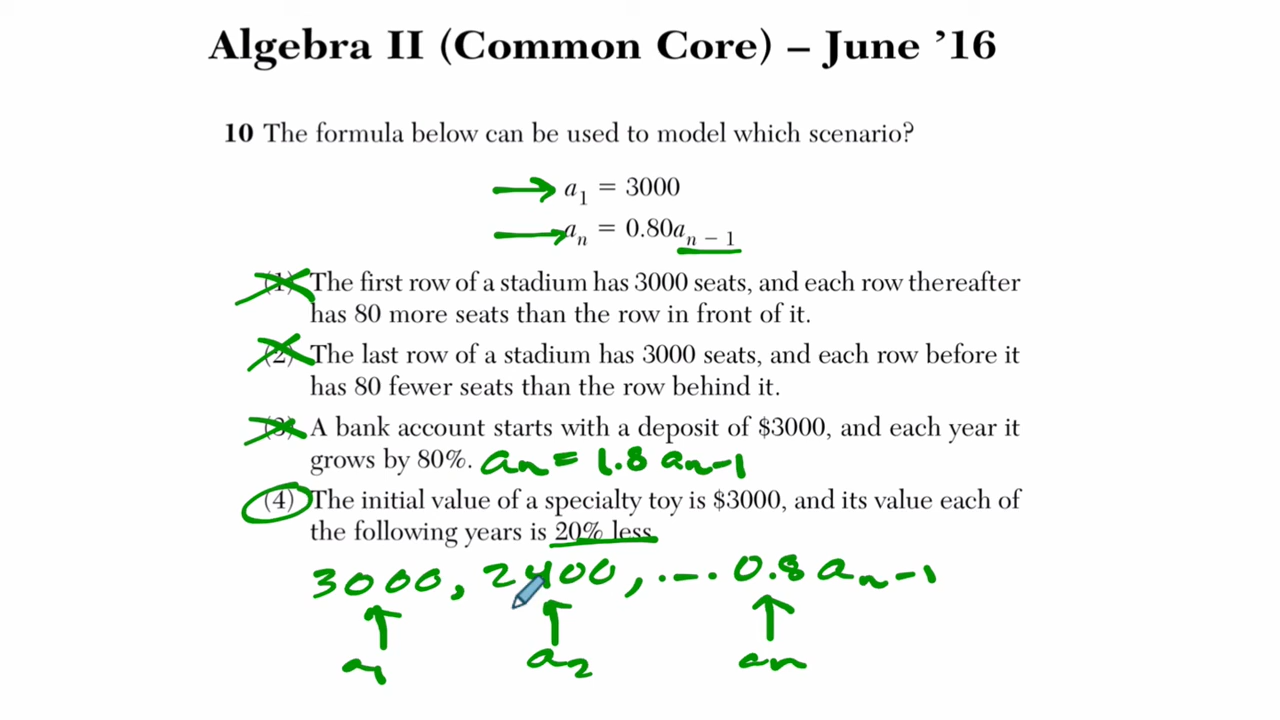 Algebra II (Common Core) – June ’16
10 The formula below can be used to model which scenario?
a₁ = 3000
aₙ = 0.80aₙ₋₁
(1) The first row of a stadium has 3000 seats, and each row thereafter
has 80 more seats than the row in front of it.
(2) The last row of a stadium has 3000 seats, and each row before it
has 80 fewer seats than the row behind it.
(3) A bank account starts with a deposit of $3000, and each year it
grows by 80%. aₙ = 1.8 aₙ₋₁
(4) The initial value of a specialty toy is $3000, and its value each of
the following years is 20% less.
3000, 2400, .... 0.8 aₙ₋₁
a₁ a₂ aₙ